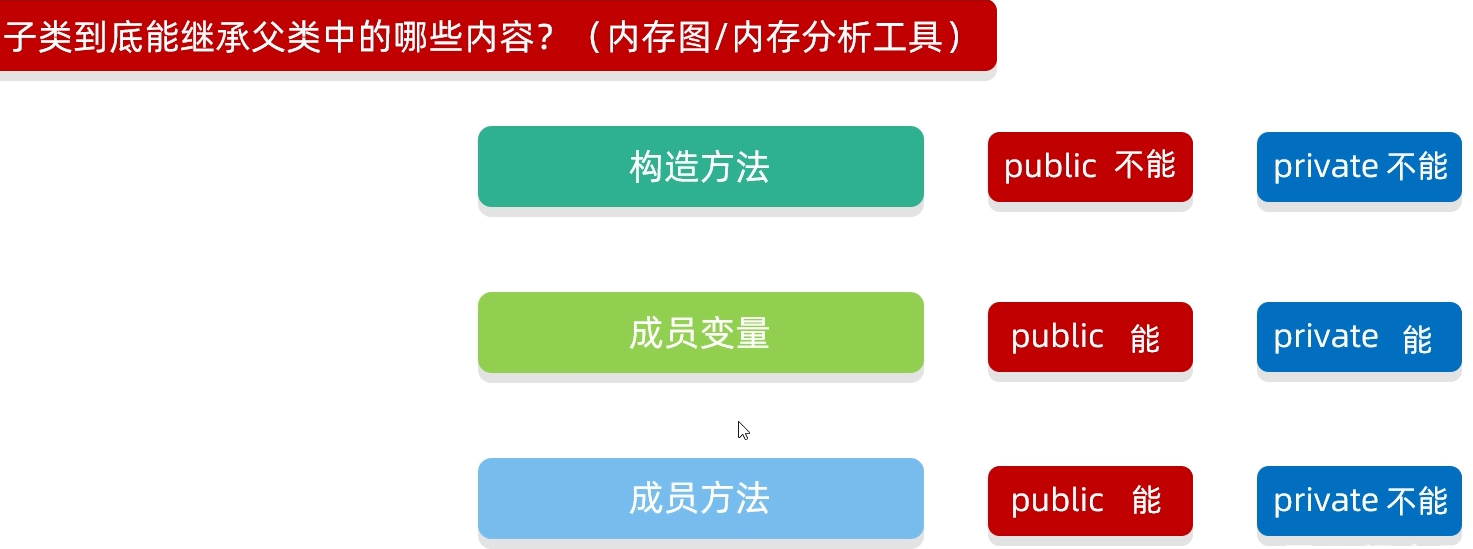 子类到底能继承父类中的哪些内容？（内存图/内存分析工具）
构造方法 public 不能 private 不能
成员变量 public 能 private 能
成员方法 public 能 private 不能